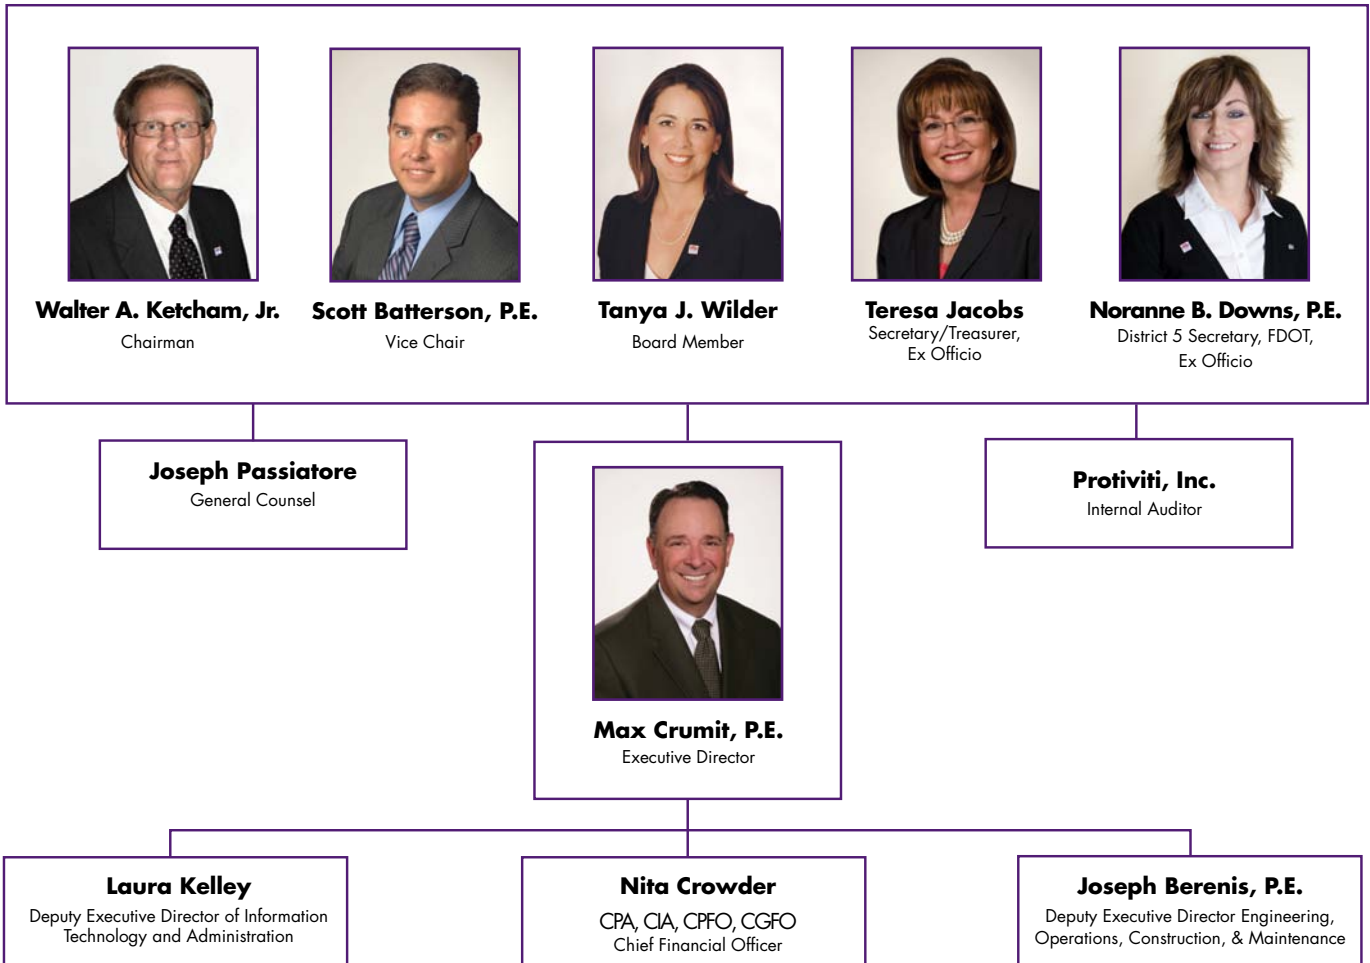 Walter A. Ketcham, Jr.
Chairman
Scott Batterson, P.E.
Vice Chair
Tanya J. Wilder
Board Member
Teresa Jacobs
Secretary/Treasurer,
Ex Officio
Noranne B. Downs, P.E.
District 5 Secretary, FDOT,
Ex Officio
Joseph Passiatore
General Counsel
Protiviti, Inc.
Internal Auditor
Max Crumit, P.E.
Executive Director
Laura Kelley
Deputy Executive Director of Information
Technology and Administration
Nita Crowder
CPA, CIA, CPFO, CGFO
Chief Financial Officer
Joseph Berenis, P.E.
Deputy Executive Director Engineering,
Operations, Construction, & Maintenance